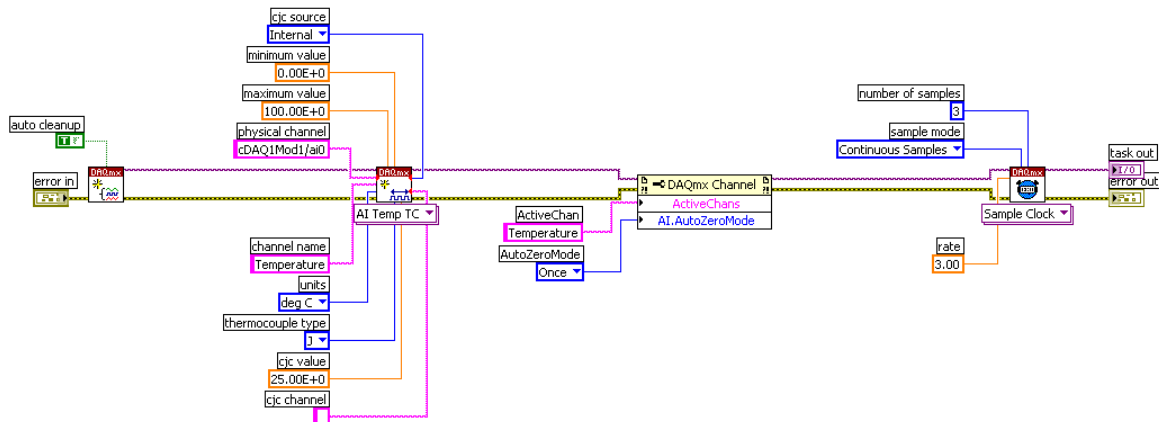 cjc source
Internal
minimum value
0.00E+0
maximum value
100.00E+0
physical channel
cDAQ1Mod1/ai0
auto cleanup
T
error in
DAQmx
DAQmx
AI Temp TC
channel name
Temperature
units
deg C
thermocouple type
J
cjc value
25.00E+0
cjc channel
DAQmx Channel
ActiveChans
AI.AutoZeroMode
ActiveChan
Temperature
AutoZeroMode
Once
number of samples
3
sample mode
Continuous Samples
DAQmx
Sample Clock
rate
3.00
task out
I/O
error out